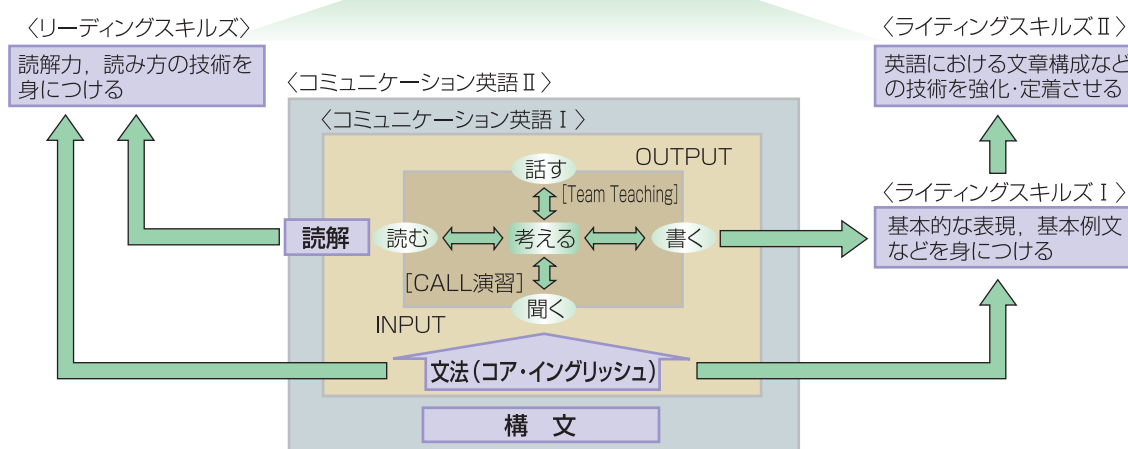 〈リーディングスキルズ〉
読解力，読み方の技術を
身につける
〈ライティングスキルズⅡ〉
英語における文章構成など
の技術を強化・定着させる
〈コミュニケーション英語Ⅱ〉
〈コミュニケーション英語Ⅰ〉
OUTPUT
話す
[Team Teaching]
読解
読む
考える
書く
[CALL演習]
聞く
INPUT
文法（コア・イングリッシュ）
構　文
〈ライティングスキルズⅠ〉
基本的な表現，基本例文
などを身につける